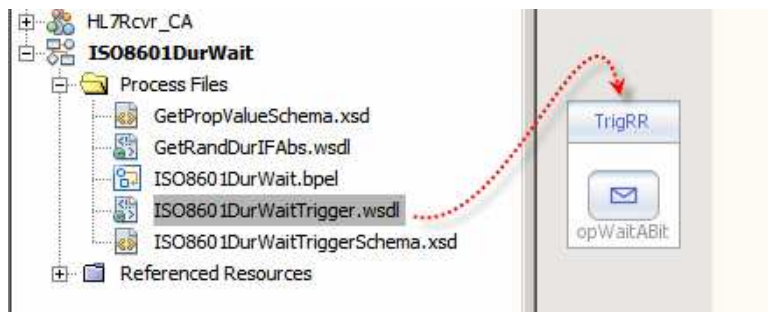 HL7Rcvr_CA
ISO8601DurWait
Process Files
GetPropValueSchema.xsd
GetRandDurIFAbs.wsdl
ISO8601DurWait.bpel
ISO8601DurWaitTrigger.wsdl
ISO8601DurWaitTriggerSchema.xsd
Referenced Resources
TrigRR
opWaitABit